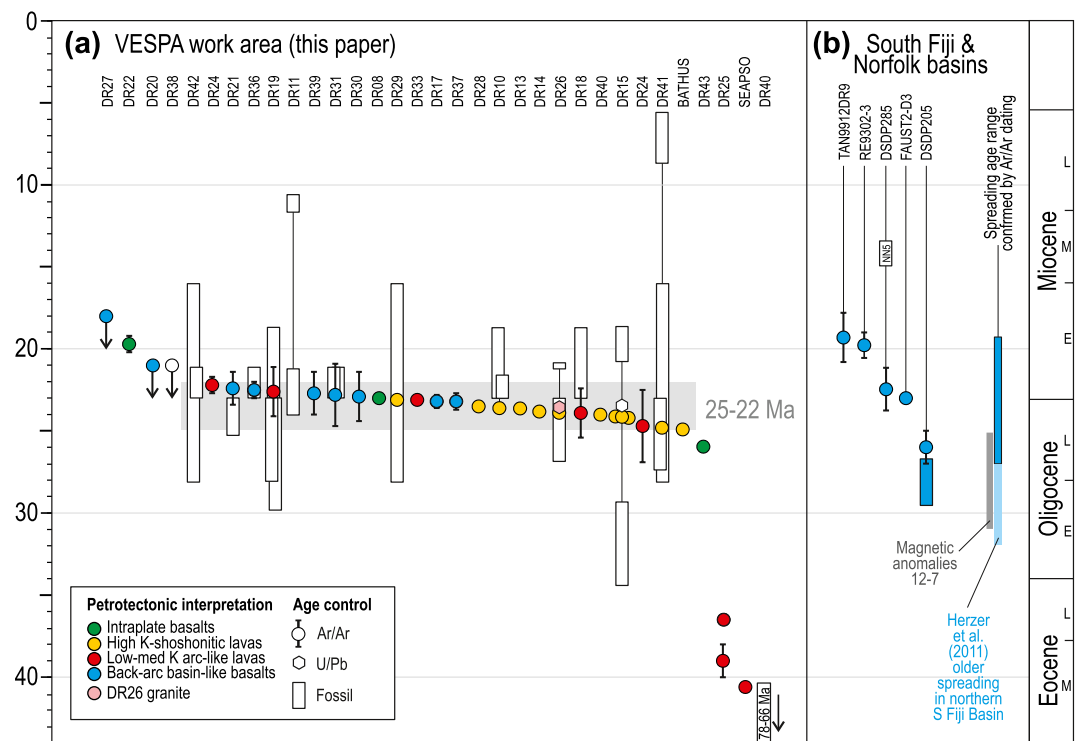 0
10
20
30
40
(a) VESPA work area (this paper)
DR27
DR22
DR20
DR38
DR42
DR24
DR21
DR36
DR19
DR11
DR39
DR31
DR30
DR08
DR29
DR33
DR17
DR37
DR28
DR10
DR13
DR14
DR26
DR18
DR40
DR15
DR24
DR41
BATHUS
DR43
DR25
SEAPSO
DR40
25-22 Ma
78-66 Ma
Petrotectonic interpretation
Intraplate basalts
High K-shoshonitic lavas
Low-med K arc-like lavas
Back-arc basin-like basalts
DR26 granite
Age control
Ar/Ar
U/Pb
Fossil
(b) South Fiji &
Norfolk basins
TAN9912DR9
RE9302-3
DSDP285
FAUST2-D3
DSDP205
NN5
Spreading age range
confrmed by Ar/Ar dating
Magnetic
anomalies
12-7
Herzer
et al.
(2011)
older
spreading
in northern
S Fiji Basin
Miocene
L
M
E
Oligocene
L
E
Eocene
L
M